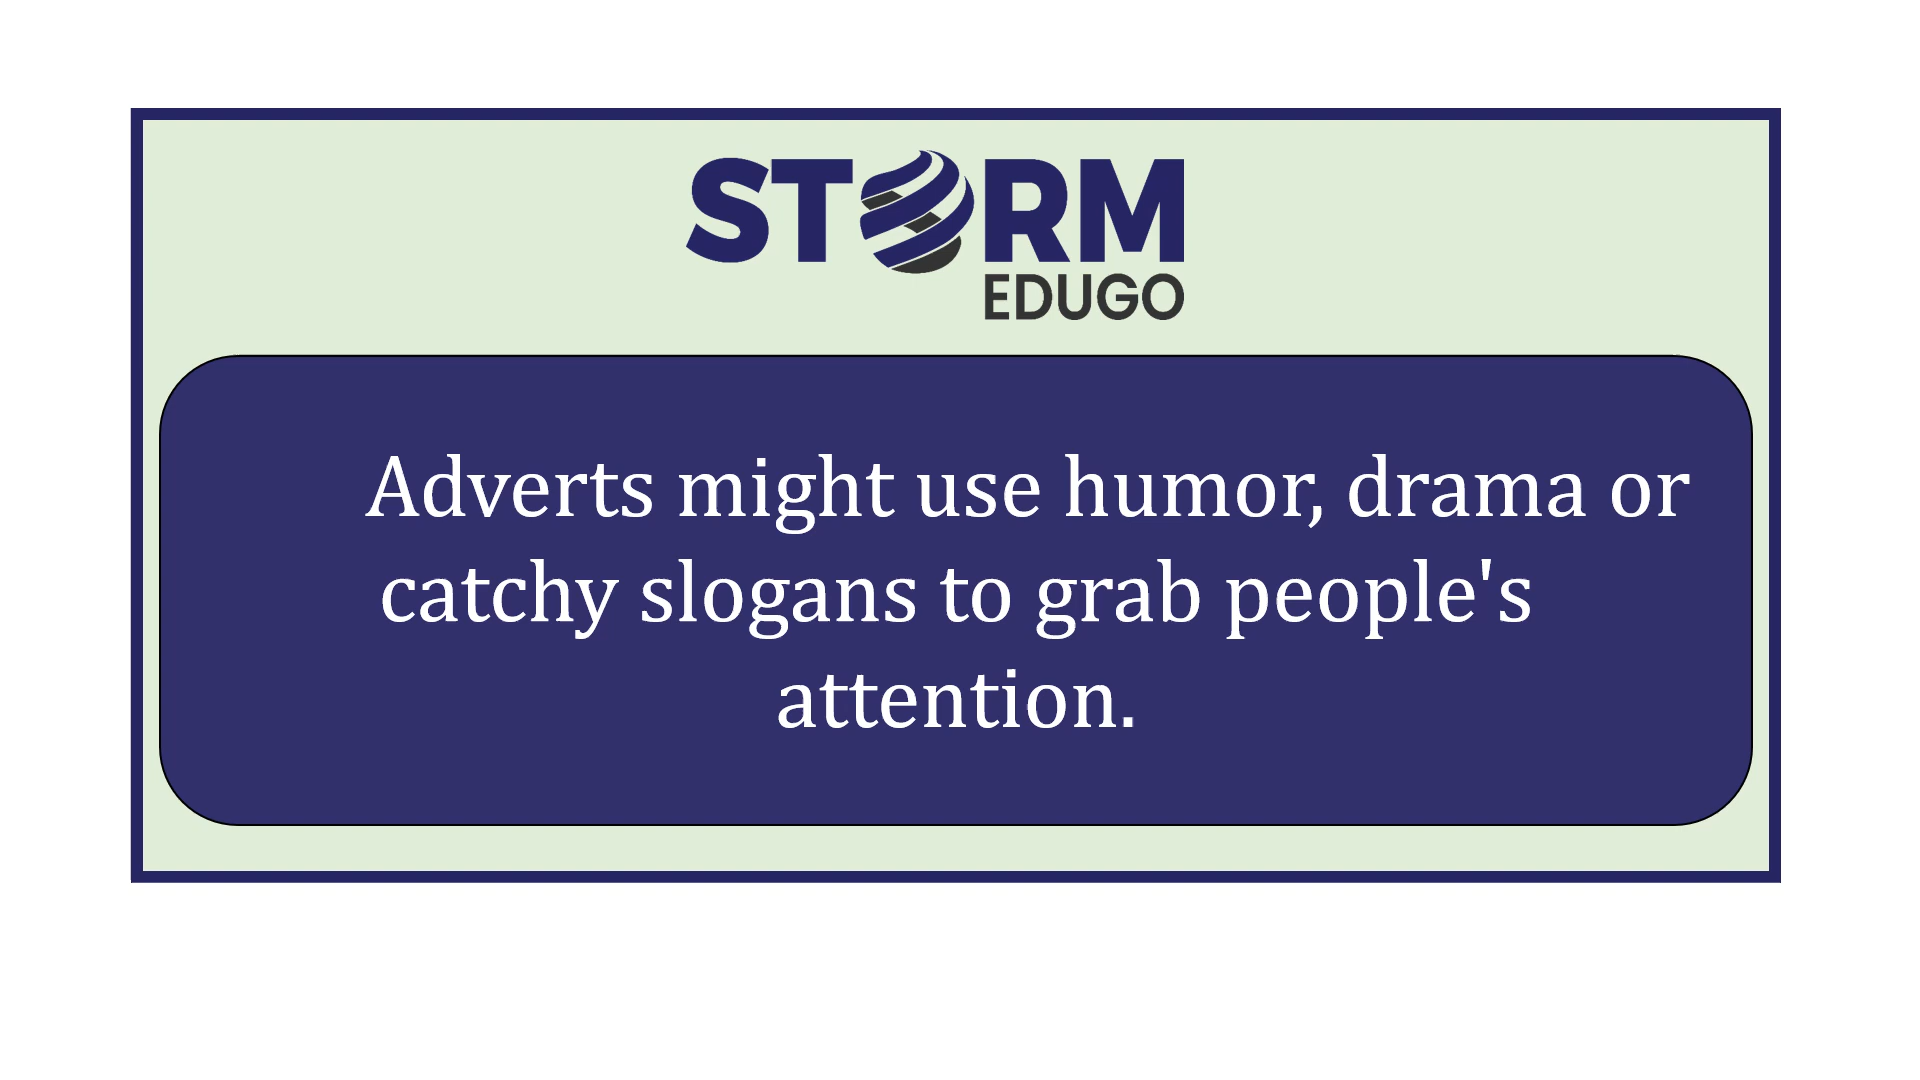 STORM
EDUGO
Adverts might use humor, drama or
catchy slogans to grab people's
attention.